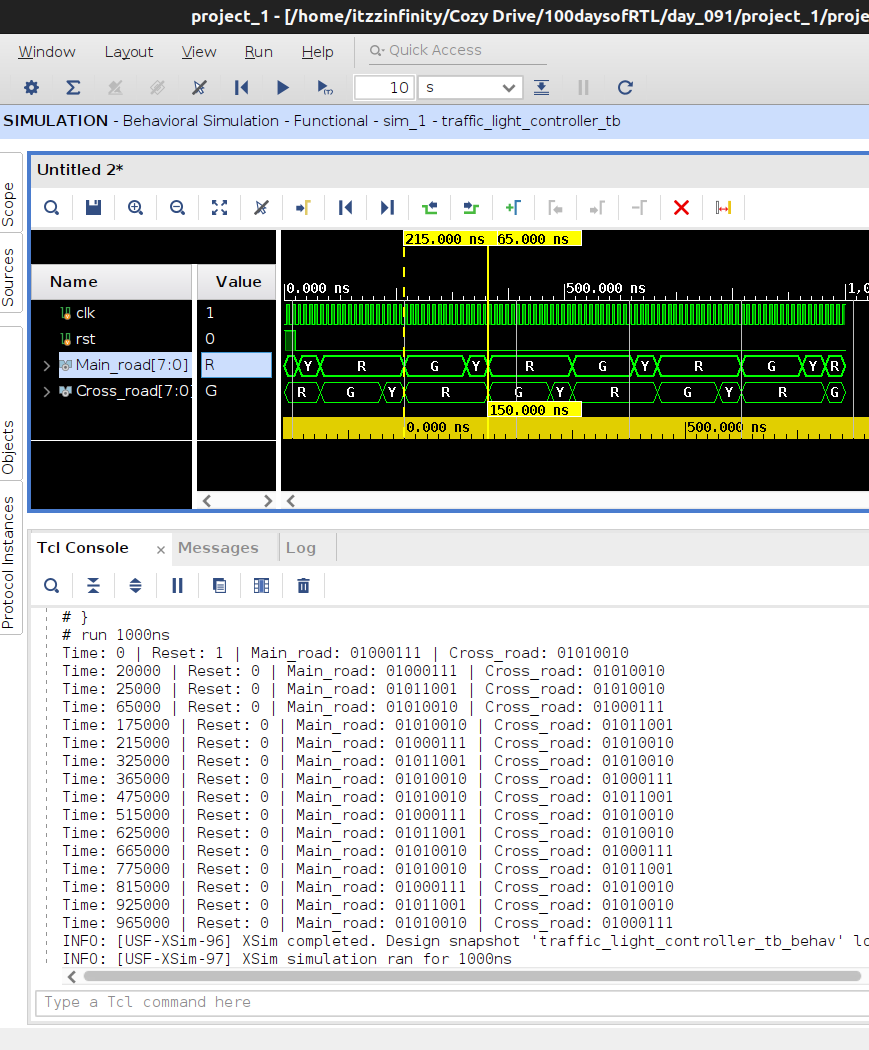 project_1 - [/home/itzzinfinity/Cozy Drive/100daysofRTL/day_091/project_1/proje
Window Layout View Run Help Quick Access
10 s
SIMULATION - Behavioral Simulation - Functional - sim_1 - traffic_light_controller_tb
Scope
Sources
Objects
Protocol Instances
Untitled 2*
215.000 ns 65.000 ns
Name Value 0.000 ns 500.000 ns 1,0
clk 1
rst 0
Main_road[7:0] R Y R G Y R G Y R G Y R
Cross_road[7:0] G R G Y R G Y R G Y R G
150.000 ns
0.000 ns 500.000 ns
Tcl Console × Messages Log
# }
# run 1000ns
Time: 0 | Reset: 1 | Main_road: 01000111 | Cross_road: 01010010
Time: 20000 | Reset: 0 | Main_road: 01000111 | Cross_road: 01010010
Time: 25000 | Reset: 0 | Main_road: 01011001 | Cross_road: 01010010
Time: 65000 | Reset: 0 | Main_road: 01010010 | Cross_road: 01000111
Time: 175000 | Reset: 0 | Main_road: 01010010 | Cross_road: 01011001
Time: 215000 | Reset: 0 | Main_road: 01000111 | Cross_road: 01010010
Time: 325000 | Reset: 0 | Main_road: 01011001 | Cross_road: 01010010
Time: 365000 | Reset: 0 | Main_road: 01010010 | Cross_road: 01000111
Time: 475000 | Reset: 0 | Main_road: 01010010 | Cross_road: 01011001
Time: 515000 | Reset: 0 | Main_road: 01000111 | Cross_road: 01010010
Time: 625000 | Reset: 0 | Main_road: 01011001 | Cross_road: 01010010
Time: 665000 | Reset: 0 | Main_road: 01010010 | Cross_road: 01000111
Time: 775000 | Reset: 0 | Main_road: 01010010 | Cross_road: 01011001
Time: 815000 | Reset: 0 | Main_road: 01000111 | Cross_road: 01010010
Time: 925000 | Reset: 0 | Main_road: 01011001 | Cross_road: 01010010
Time: 965000 | Reset: 0 | Main_road: 01010010 | Cross_road: 01000111
INFO: [USF-XSim-96] XSim completed. Design snapshot 'traffic_light_controller_tb_behav' lo
INFO: [USF-XSim-97] XSim simulation ran for 1000ns
Type a Tcl command here